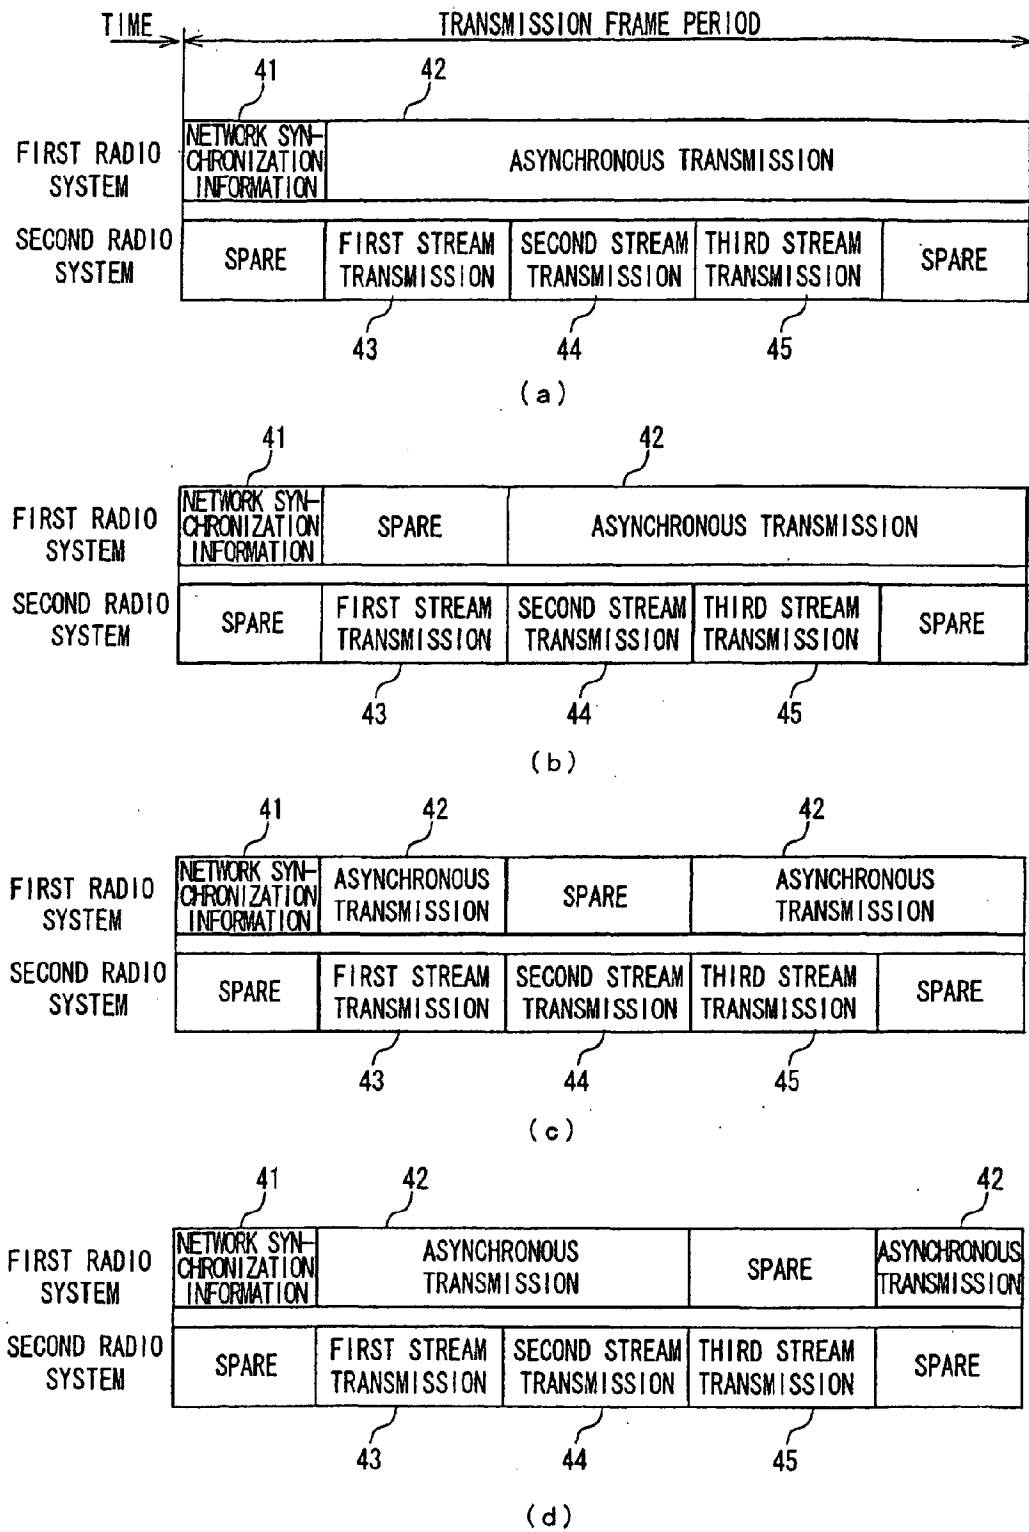 TIME
TRANSMISSION FRAME PERIOD
41
42
FIRST RADIO
SYSTEM
NETWORK SYN-
CHRONIZATION
INFORMATION
ASYNCHRONOUS TRANSMISSION
SECOND RADIO
SYSTEM
SPARE
FIRST STREAM
TRANSMISSION
SECOND STREAM
TRANSMISSION
THIRD STREAM
TRANSMISSION
SPARE
43
44
45
(a)
41
42
FIRST RADIO
SYSTEM
NETWORK SYN-
CHRONIZATION
INFORMATION
SPARE
ASYNCHRONOUS TRANSMISSION
SECOND RADIO
SYSTEM
SPARE
FIRST STREAM
TRANSMISSION
SECOND STREAM
TRANSMISSION
THIRD STREAM
TRANSMISSION
SPARE
43
44
45
(b)
41
42
42
FIRST RADIO
SYSTEM
NETWORK SYN-
CHRONIZATION
INFORMATION
ASYNCHRONOUS
TRANSMISSION
SPARE
ASYNCHRONOUS
TRANSMISSION
SECOND RADIO
SYSTEM
SPARE
FIRST STREAM
TRANSMISSION
SECOND STREAM
TRANSMISSION
THIRD STREAM
TRANSMISSION
SPARE
43
44
45
(c)
41
42
42
FIRST RADIO
SYSTEM
NETWORK SYN-
CHRONIZATION
INFORMATION
ASYNCHRONOUS
TRANSMISSION
SPARE
ASYNCHRONOUS
TRANSMISSION
SECOND RADIO
SYSTEM
SPARE
FIRST STREAM
TRANSMISSION
SECOND STREAM
TRANSMISSION
THIRD STREAM
TRANSMISSION
SPARE
43
44
45
(d)